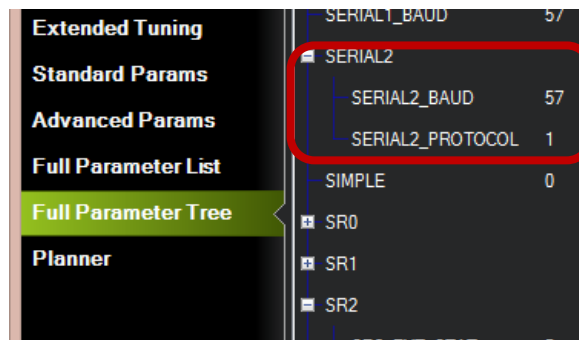 Extended Tuning
Standard Params
Advanced Params
Full Parameter List
Full Parameter Tree
Planner
SERIAL1_BAUD 57
SERIAL2
SERIAL2_BAUD 57
SERIAL2_PROTOCOL 1
SIMPLE 0
SR0
SR1
SR2